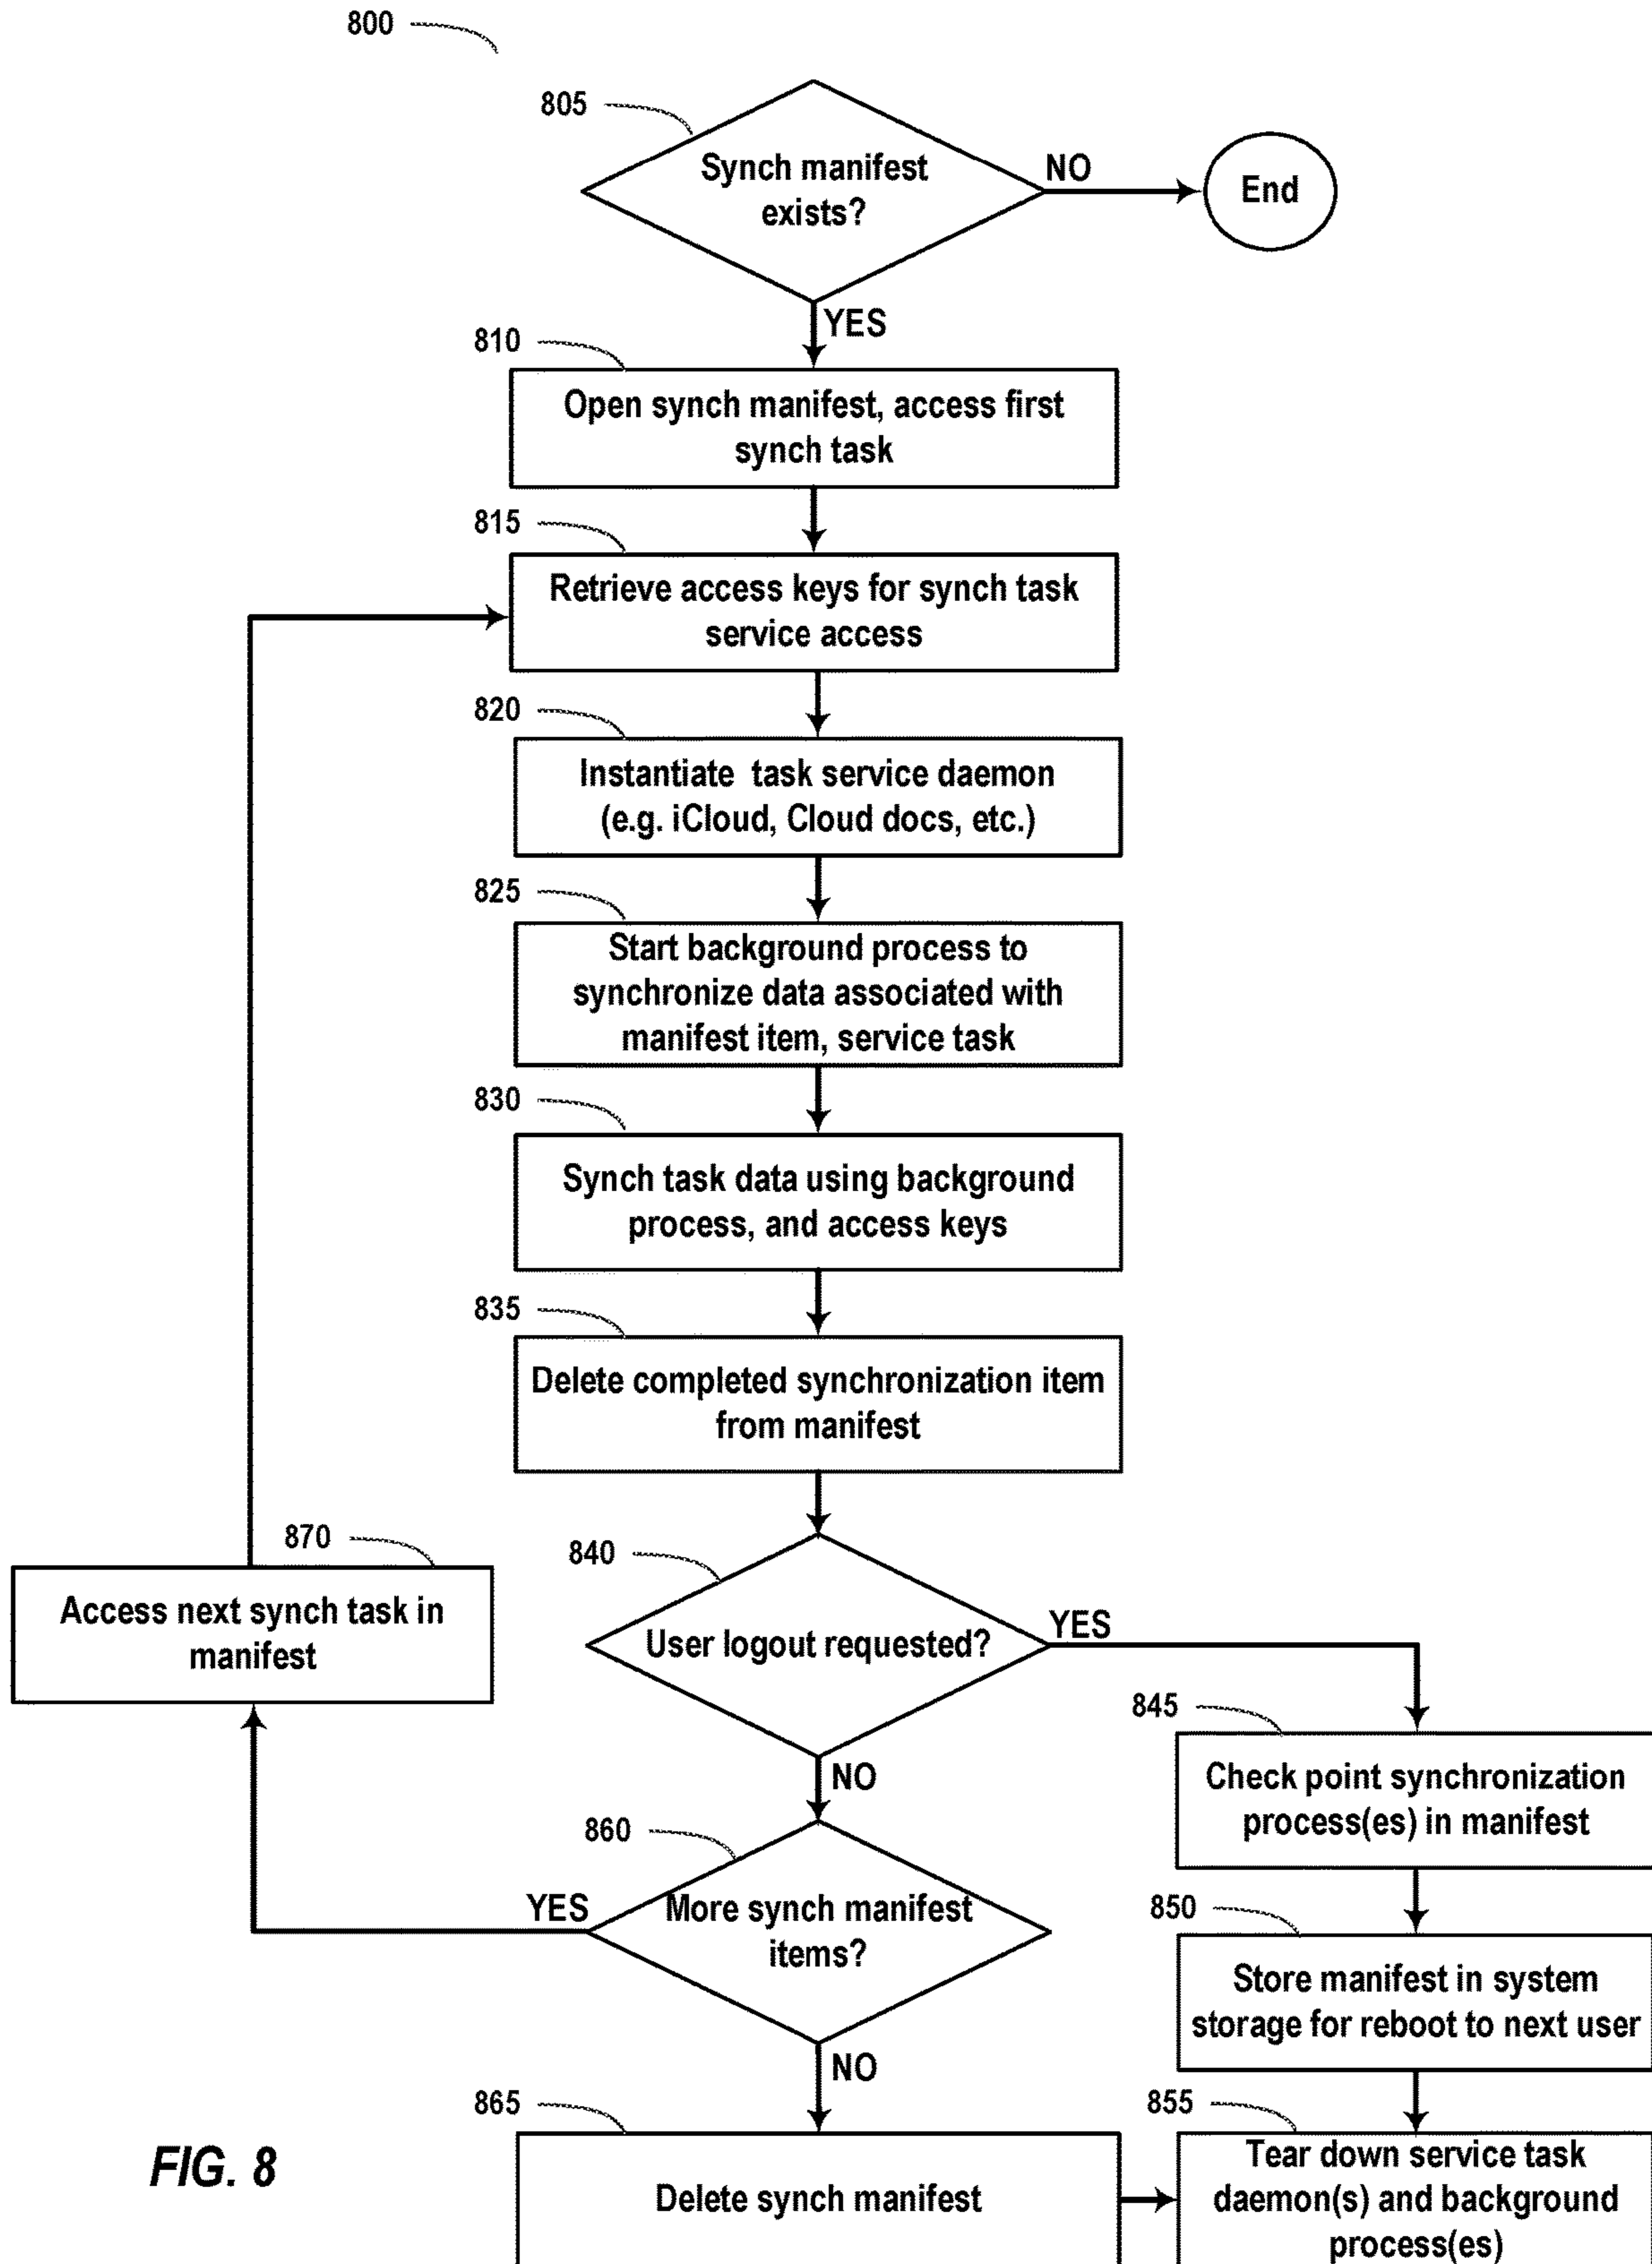 800
805
Synch manifest
exists?
NO
End
YES
810
Open synch manifest, access first
synch task
815
Retrieve access keys for synch task
service access
820
Instantiate task service daemon
(e.g. iCloud, Cloud docs, etc.)
825
Start background process to
synchronize data associated with
manifest item, service task
830
Synch task data using background
process, and access keys
835
Delete completed synchronization item
from manifest
870
Access next synch task in
manifest
840
User logout requested?
YES
NO
845
Check point synchronization
process(es) in manifest
860
More synch manifest
items?
YES
NO
850
Store manifest in system
storage for reboot to next user
865
Delete synch manifest
855
Tear down service task
daemon(s) and background
process(es)
FIG. 8